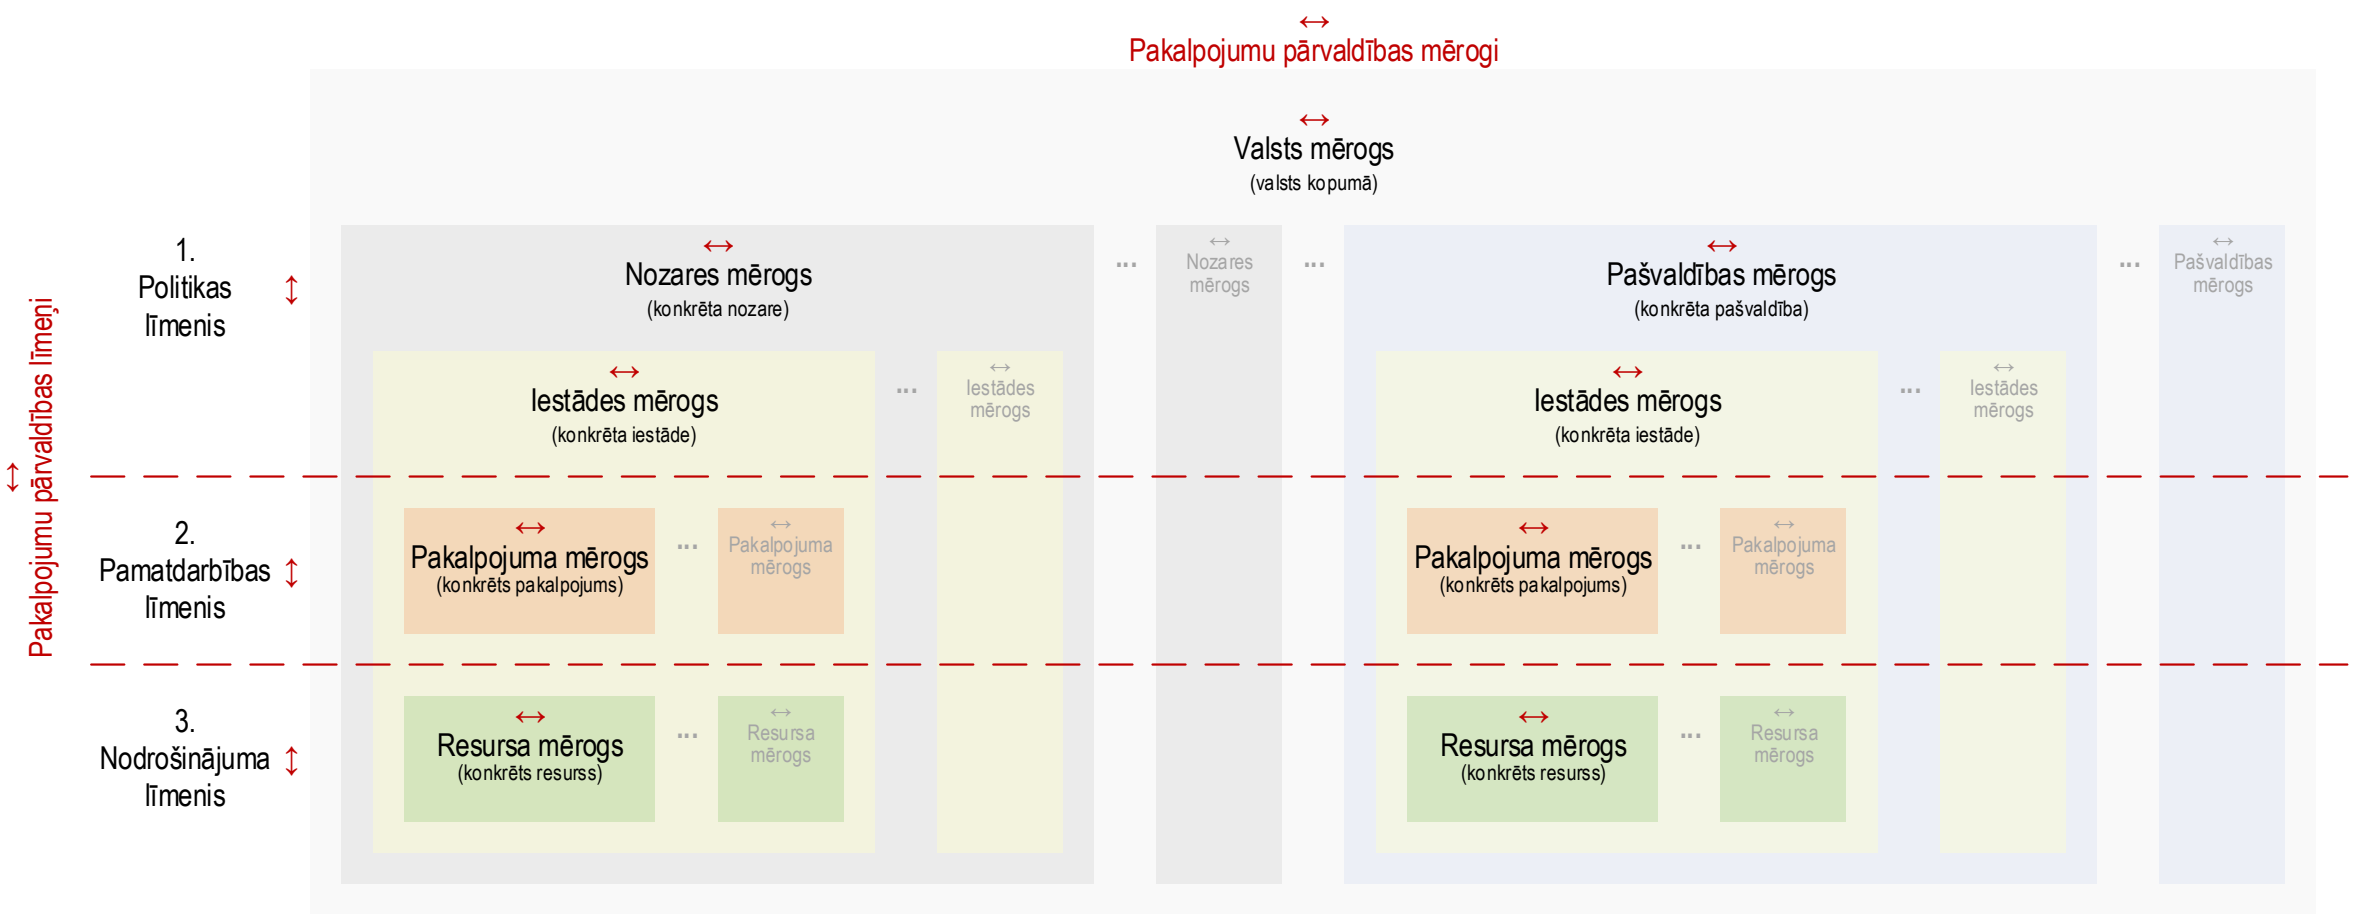 ↔
Pakalpojumu pārvaldības mērogi
↔
Valsts mērogs
(valsts kopumā)
Pakalpojumu pārvaldības līmeņi
↔
1.
Politikas
līmenis
↕
↔
Nozares mērogs
(konkrēta nozare)
...
↔
Nozares
mērogs
...
↔
Pašvaldības mērogs
(konkrēta pašvaldība)
...
↔
Pašvaldības
mērogs
↔
Iestādes mērogs
(konkrēta iestāde)
...
↔
Iestādes
mērogs
↔
Iestādes mērogs
(konkrēta iestāde)
...
↔
Iestādes
mērogs
2.
Pamatdarbības
līmenis
↕
↔
Pakalpojuma mērogs
(konkrēts pakalpojums)
...
↔
Pakalpojuma
mērogs
↔
Pakalpojuma mērogs
(konkrēts pakalpojums)
...
↔
Pakalpojuma
mērogs
3.
Nodrošinājuma
līmenis
↕
↔
Resursa mērogs
(konkrēts resurss)
...
↔
Resursa
mērogs
↔
Resursa mērogs
(konkrēts resurss)
...
↔
Resursa
mērogs